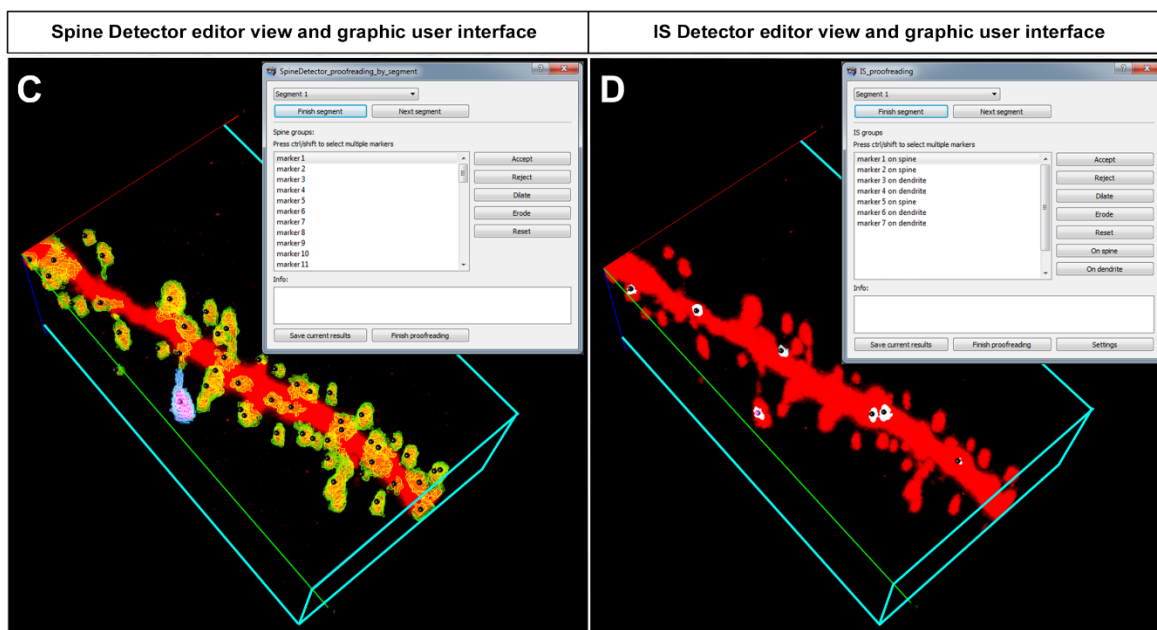 Spine Detector editor view and graphic user interface
IS Detector editor view and graphic user interface
C
SpineDetector_proofreading_by_segment
Segment 1
Finish segment
Next segment
Spine groups:
Press ctrl/shift to select multiple markers
marker 1
marker 2
marker 3
marker 4
marker 5
marker 6
marker 7
marker 8
marker 9
marker 10
marker 11
Accept
Reject
Dilate
Erode
Reset
Info:
Save current results
Finish proofreading
D
IS_proofreading
Segment 1
Finish segment
Next segment
IS groups
Press ctrl/shift to select multiple markers
marker 1 on spine
marker 2 on spine
marker 3 on dendrite
marker 4 on dendrite
marker 5 on spine
marker 6 on dendrite
marker 7 on dendrite
Accept
Reject
Dilate
Erode
Reset
On spine
On dendrite
Info:
Save current results
Finish proofreading
Settings